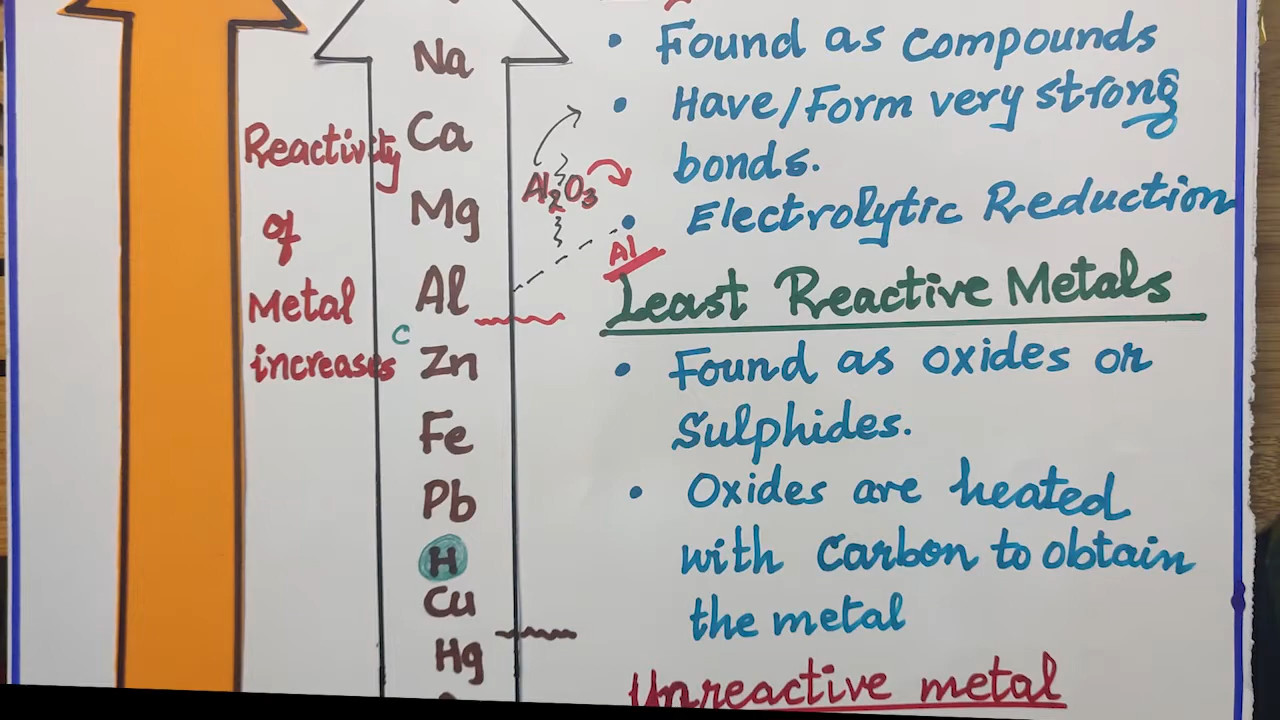 Reactivity
of
Metal
increases
Na
Ca
Mg
Al
C
Zn
Fe
Pb
H
Cu
Hg
Al2O3
Al
• Found as compounds
• Have/Form very strong
bonds.
• Electrolytic Reduction
Least Reactive Metals
• Found as oxides or
Sulphides.
• Oxides are heated
with carbon to obtain
the metal
Unreactive metal